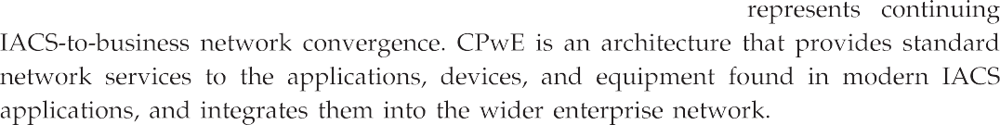 represents continuing
IACS-to-business network convergence. CPwE is an architecture that provides standard
network services to the applications, devices, and equipment found in modern IACS
applications, and integrates them into the wider enterprise network.